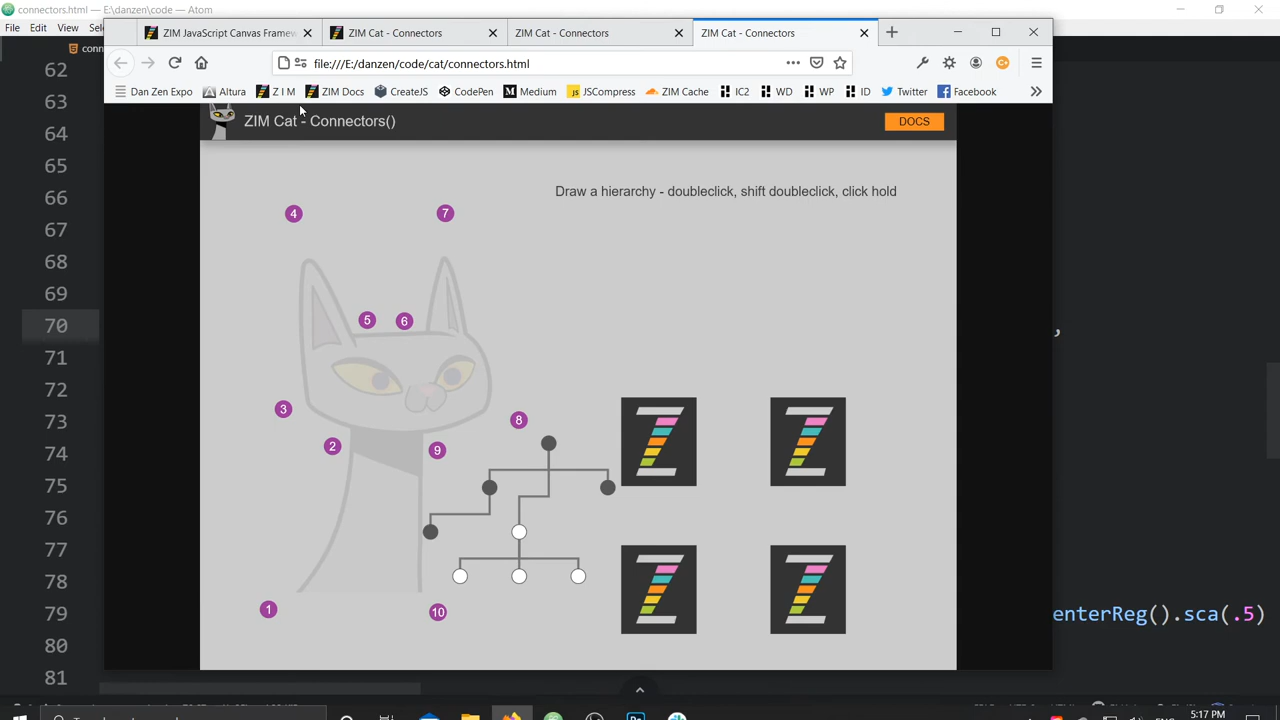 connectors.html — E:\danzen\code — Atom
File Edit View
ZIM JavaScript Canvas Framew
ZIM Cat - Connectors
ZIM Cat - Connectors
ZIM Cat - Connectors
file:///E:/danzen/code/cat/connectors.html
Dan Zen Expo Altura Z I M ZIM Docs CreateJS CodePen Medium JSCompress ZIM Cache IC2 WD WP ID Twitter Facebook
ZIM Cat - Connectors()
DOCS
Draw a hierarchy - doubleclick, shift doubleclick, click hold
4
7
5
6
3
8
2
9
1
10
62
63
64
65
66
67
68
69
70
71
72
73
74
75
76
77
78
79
80
81
,
enterReg().sca(.5)
5:17 PM